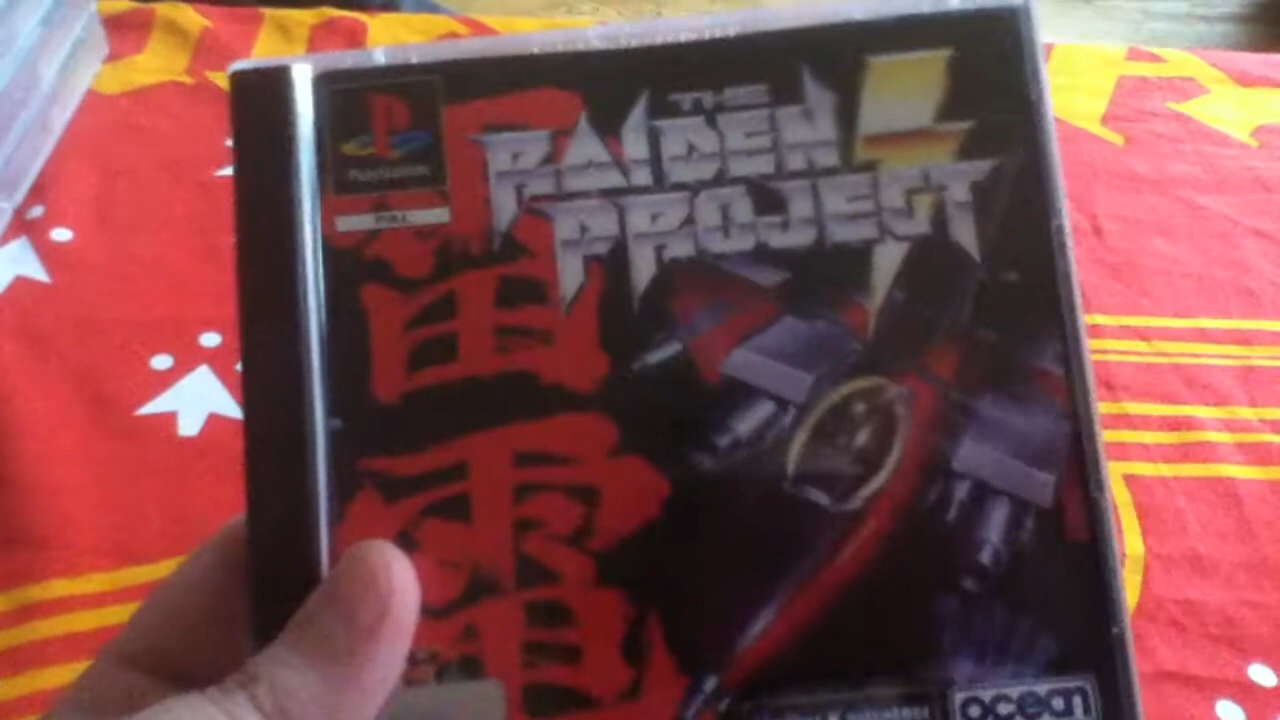 THE
RAIDEN
PROJECT
PlayStation
PAL
雷
電
ocean